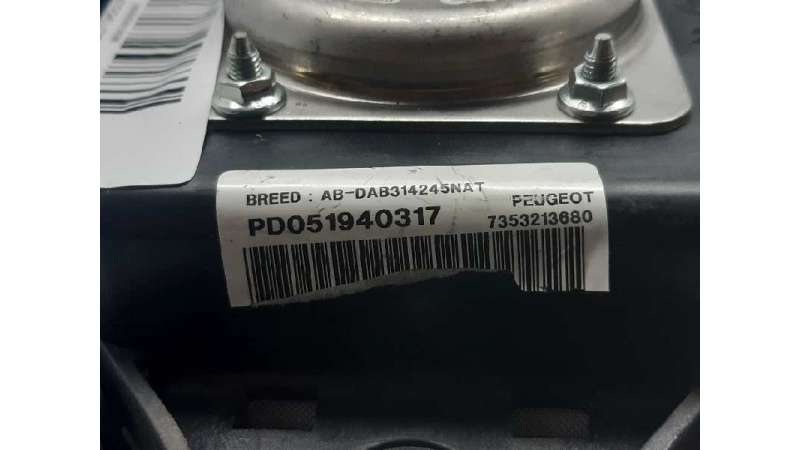 BREED : AB-DAB314245NAT
PEUGEOT
PD051940317
7353213680